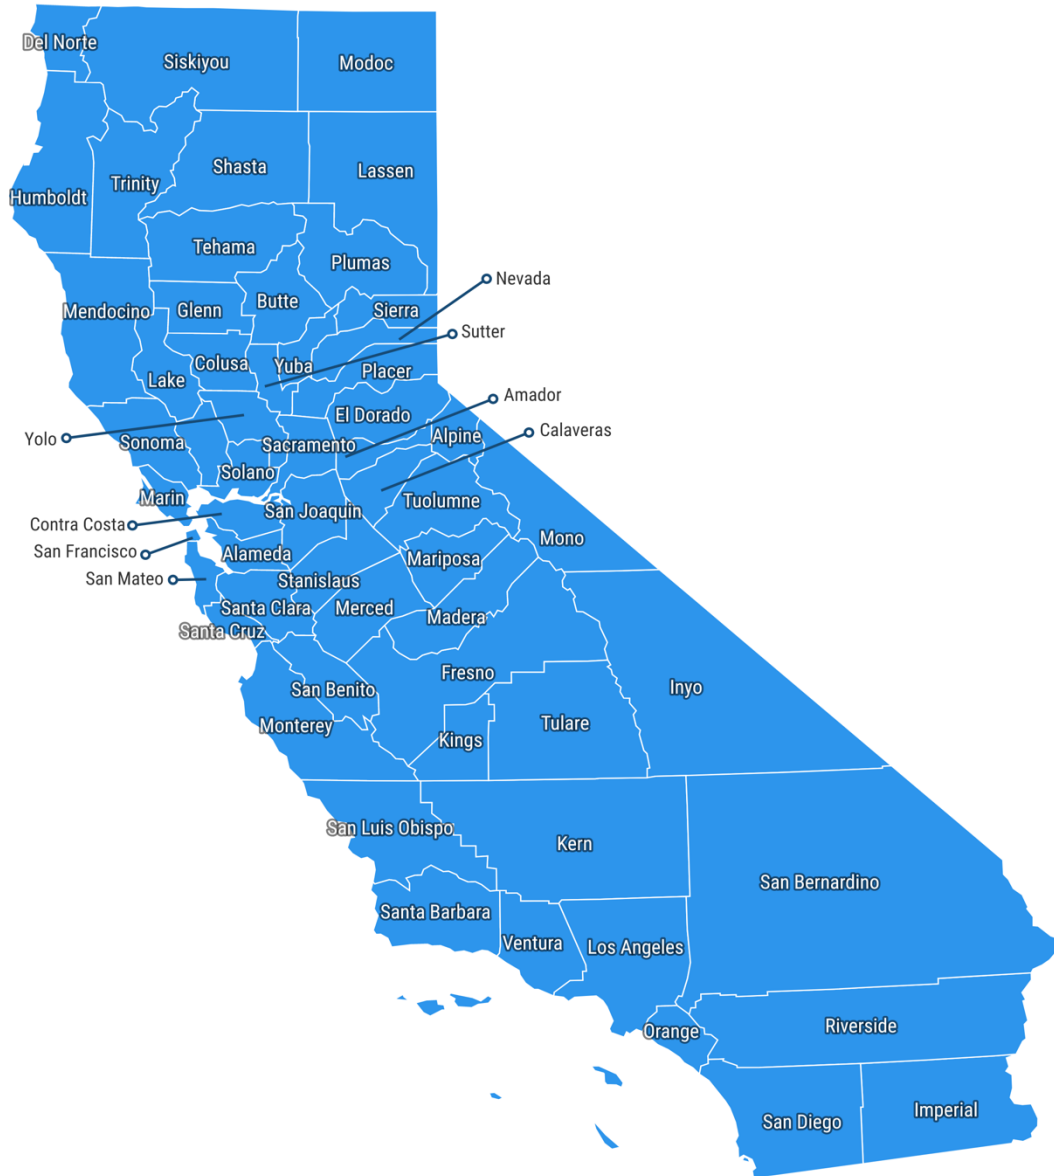 Del Norte
Siskiyou
Modoc
Shasta
Lassen
Trinity
Humboldt
Tehama
Plumas
Nevada
Butte
Glenn
Sierra
Mendocino
Sutter
Colusa
Yuba
Placer
Lake
Amador
El Dorado
Calaveras
Yolo
Sonoma
Sacramento
Alpine
Solano
Marin
Tuolumne
San Joaquin
Contra Costa
Mono
San Francisco
Alameda
Mariposa
San Mateo
Stanislaus
Santa Clara
Merced
Madera
Santa Cruz
Fresno
Inyo
San Benito
Monterey
Tulare
Kings
San Luis Obispo
Kern
San Bernardino
Santa Barbara
Ventura
Los Angeles
Orange
Riverside
Imperial
San Diego